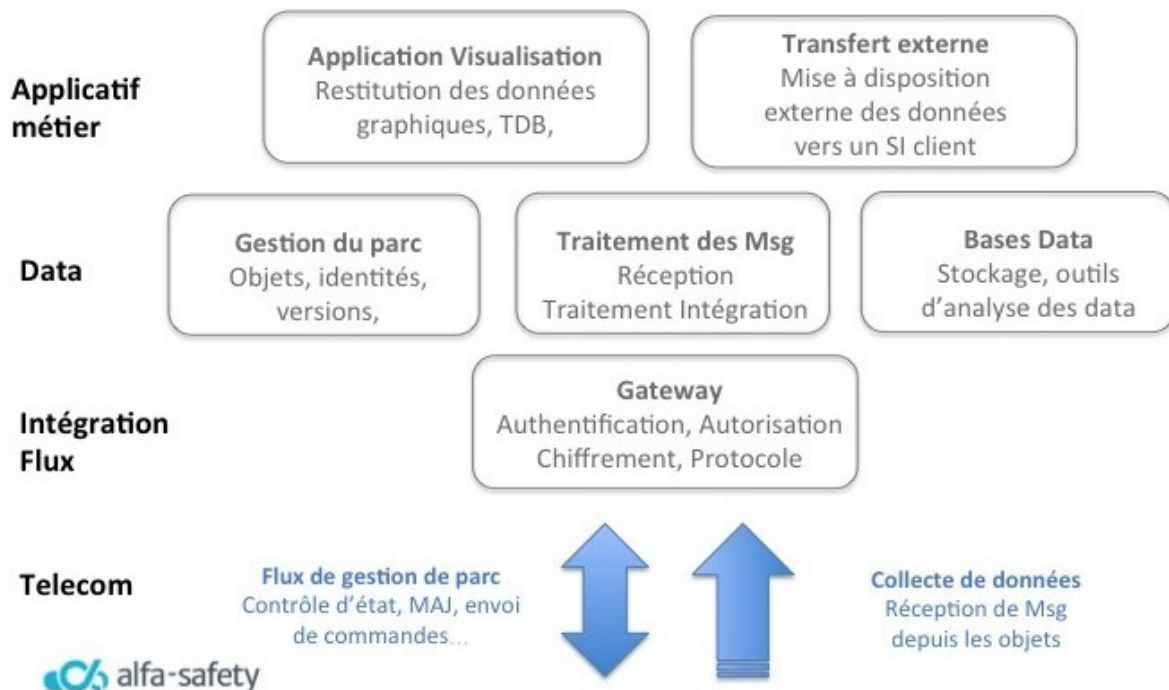 Applicatif
métier
Application Visualisation
Restitution des données
graphiques, TDB,
Transfert externe
Mise à disposition
externe des données
vers un SI client
Data
Gestion du parc
Objets, identités,
versions,
Traitement des Msg
Réception
Traitement Intégration
Bases Data
Stockage, outils
d'analyse des data
Intégration
Flux
Gateway
Authentification, Autorisation
Chiffrement, Protocole
Telecom
Flux de gestion de parc
Contrôle d'état, MAJ, envoi
de commandes...
Collecte de données
Réception de Msg
depuis les objets
alfa-safety